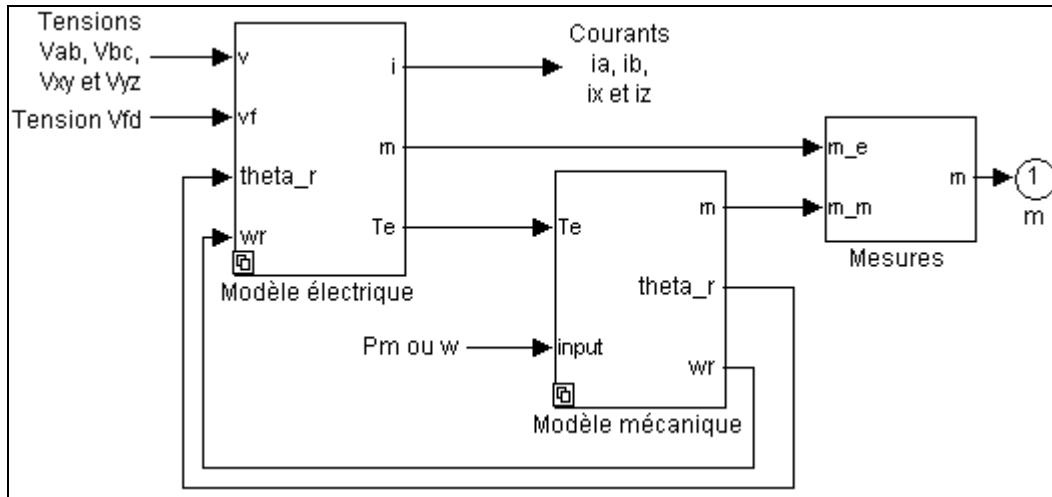 Tensions
Vab, Vbc,
Vxy et Vyz
Tension Vfd
v
vf
theta_r
wr
i
m
Te
Modèle électrique
Courants
ia, ib,
ix et iz
Pm ou w
Te
input
m
theta_r
wr
Modèle mécanique
m_e
m_m
m
Mesures
1
m